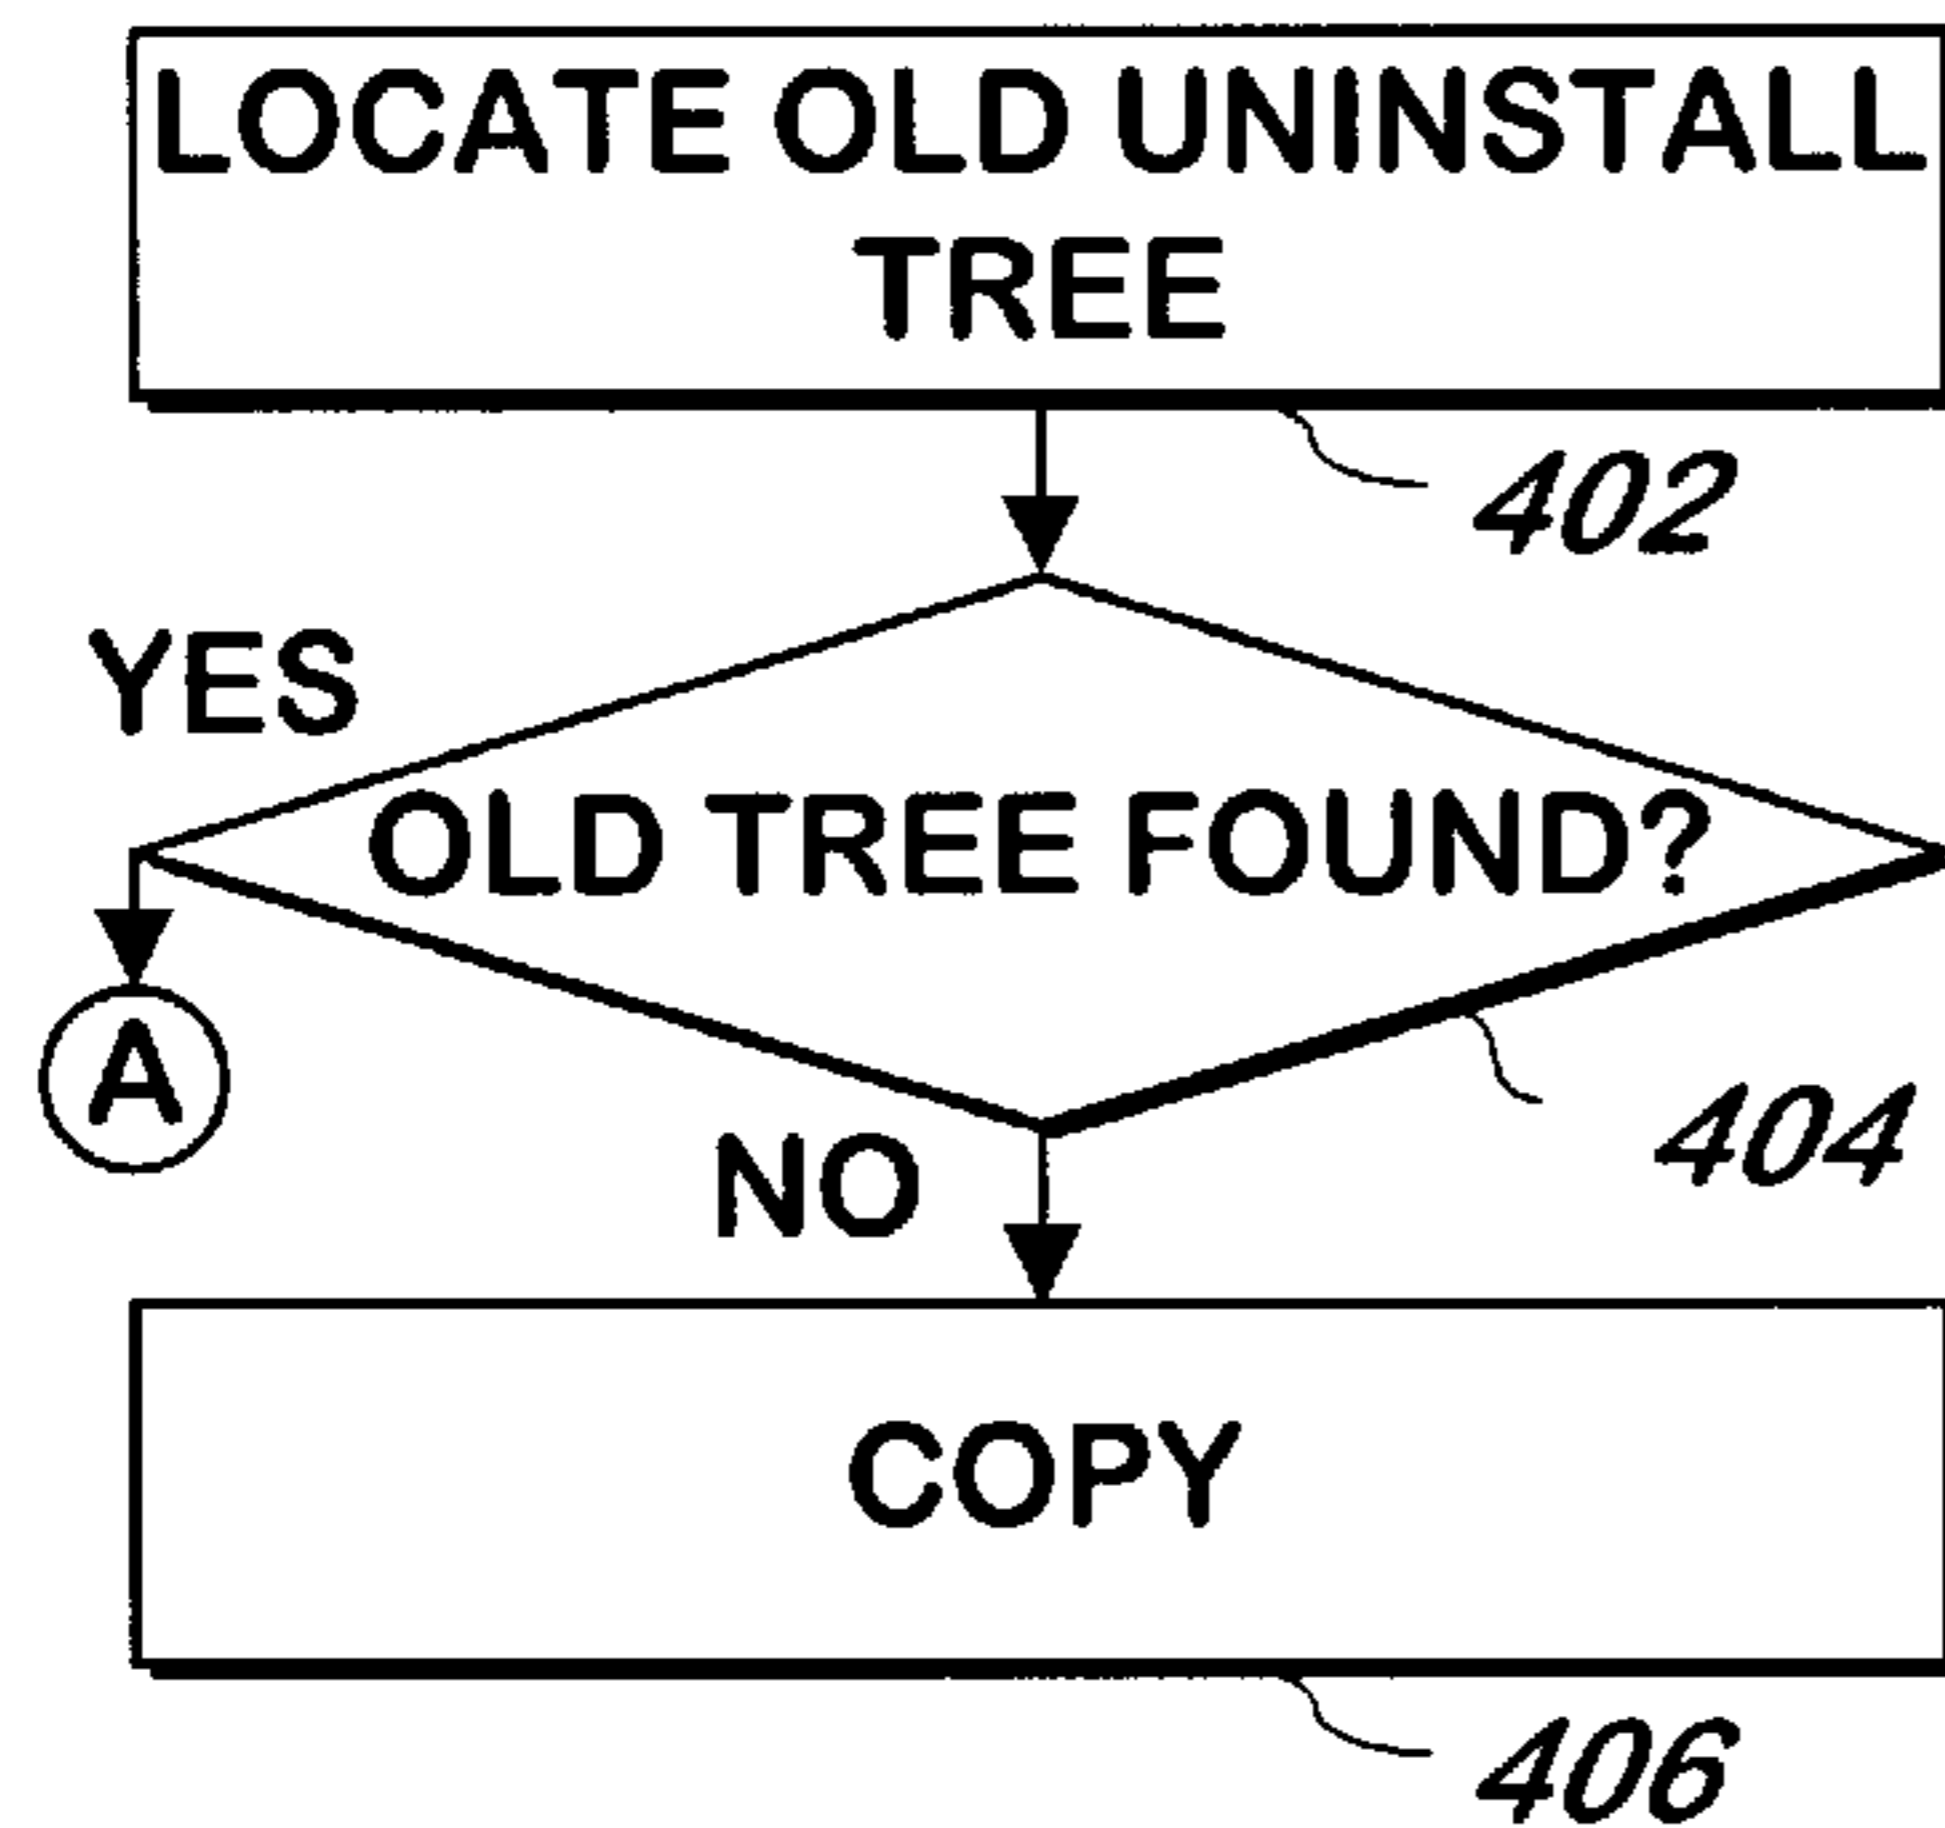 LOCATE OLD UNINSTALL
TREE
402
YES
OLD TREE FOUND?
A
404
NO
COPY
406